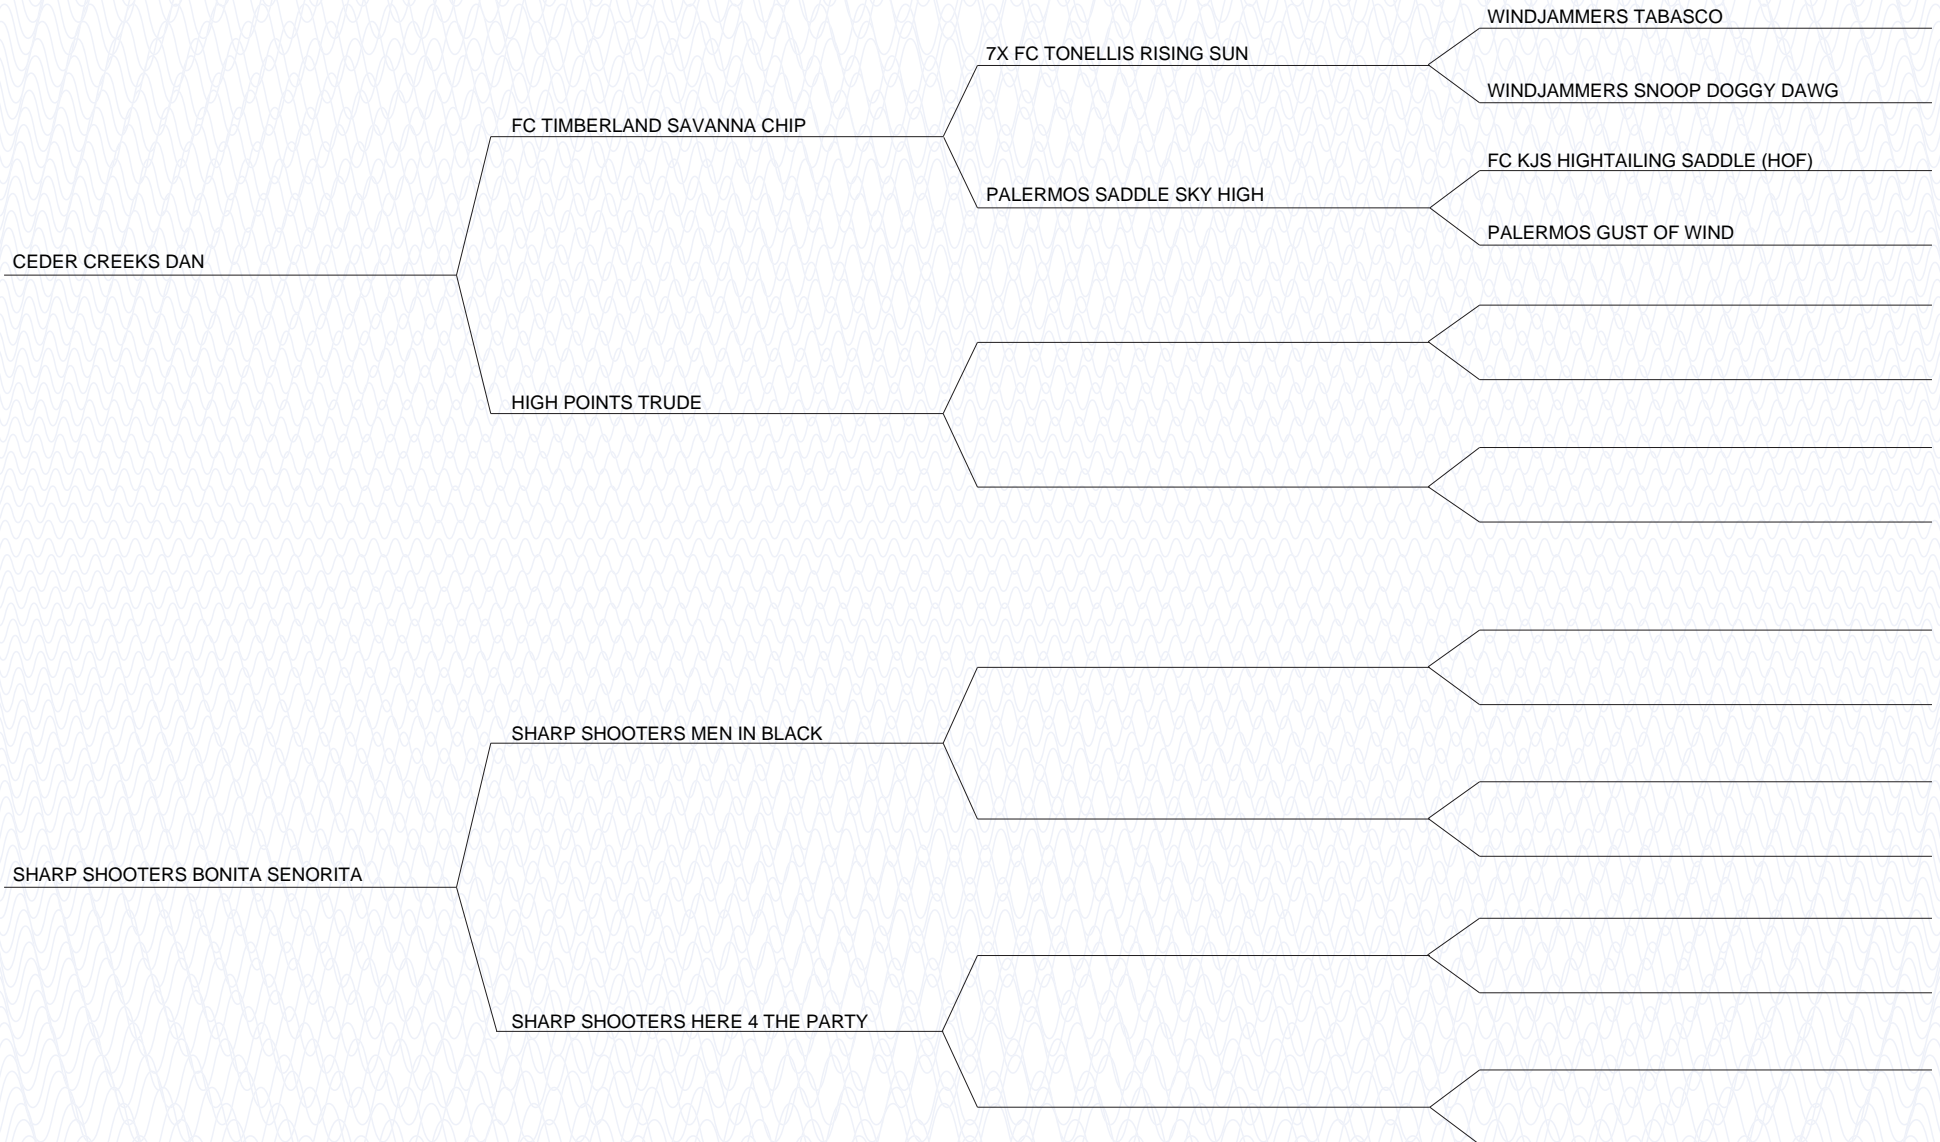 WINDJAMMERS TABASCO
7X FC TONELLIS RISING SUN
WINDJAMMERS SNOOP DOGGY DAWG
FC TIMBERLAND SAVANNA CHIP
FC KJS HIGHTAILING SADDLE (HOF)
PALERMOS SADDLE SKY HIGH
PALERMOS GUST OF WIND
CEDER CREEKS DAN
HIGH POINTS TRUDE
SHARP SHOOTERS MEN IN BLACK
SHARP SHOOTERS BONITA SENORITA
SHARP SHOOTERS HERE 4 THE PARTY